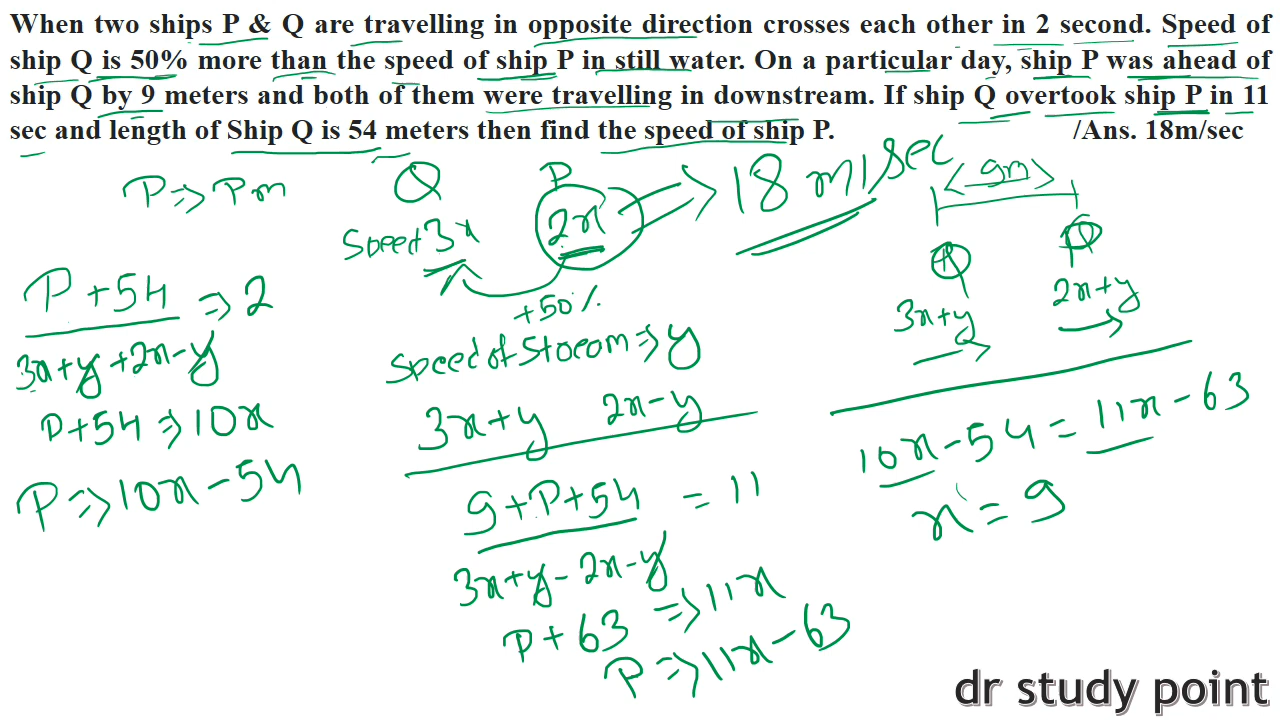 When two ships P & Q are travelling in opposite direction crosses each other in 2 second. Speed of
ship Q is 50% more than the speed of ship P in still water. On a particular day, ship P was ahead of
ship Q by 9 meters and both of them were travelling in downstream. If ship Q overtook ship P in 11
sec and length of Ship Q is 54 meters then find the speed of ship P. /Ans. 18m/sec
P => Pm
Q P
Speed 3x 2x => 18 m/sec
+50%
Speed of Stream => y
3x+y 2x-y
P+54 => 2
3x+y+2x-y
P+54 => 10x
P => 10x-54
9+P+54 = 11
3x+y-2x-y
P+63 => 11x
P => 11x-63
<9m>
Q P
3x+y 2x+y
10x-54 = 11x-63
x = 9
dr study point